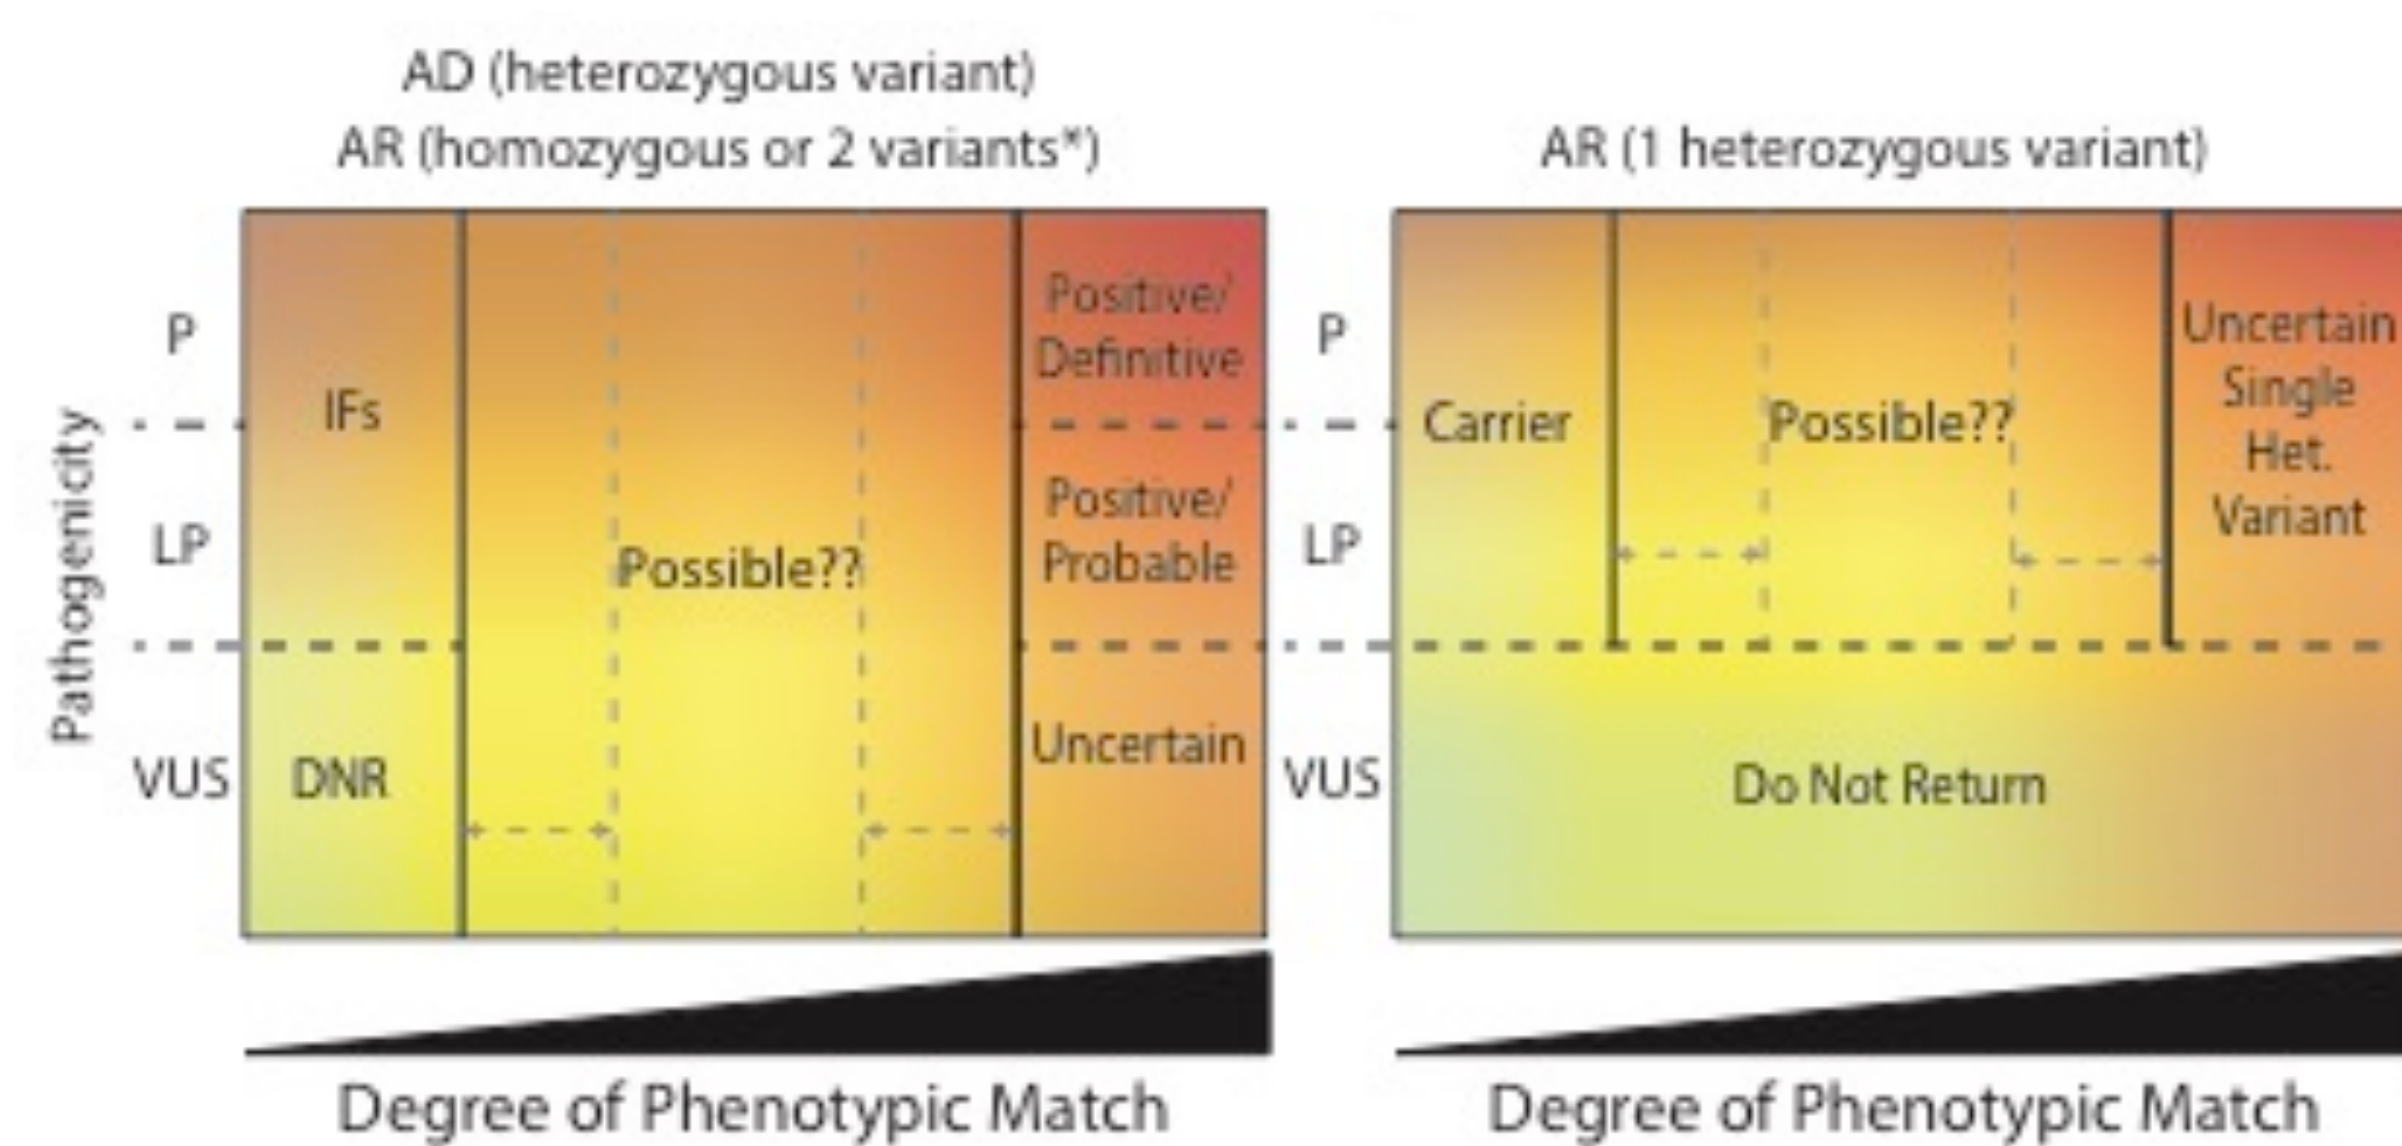 AD (heterozygous variant)
AR (homozygous or 2 variants*)
Pathogenicity
P
LP
VUS
IFs
DNR
Possible??
Positive/
Definitive
Positive/
Probable
Uncertain
Degree of Phenotypic Match
AR (1 heterozygous variant)
P
LP
VUS
Carrier
Possible??
Uncertain
Single
Het.
Variant
Do Not Return
Degree of Phenotypic Match